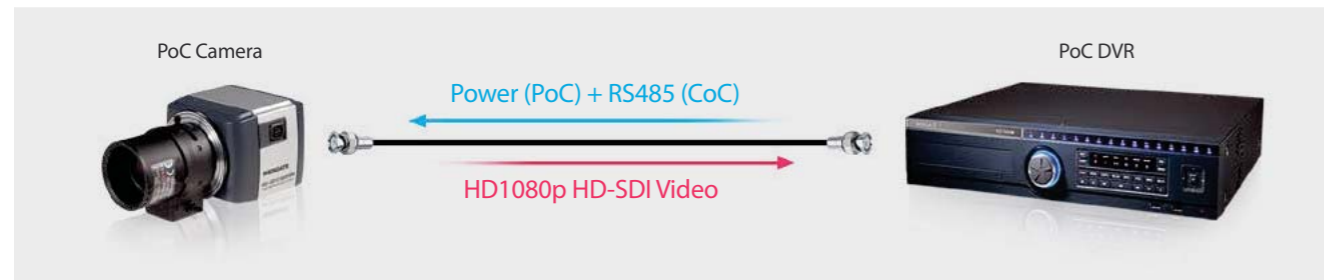 PoC Camera
PoC DVR
Power (PoC) + RS485 (CoC)
HD1080p HD-SDI Video